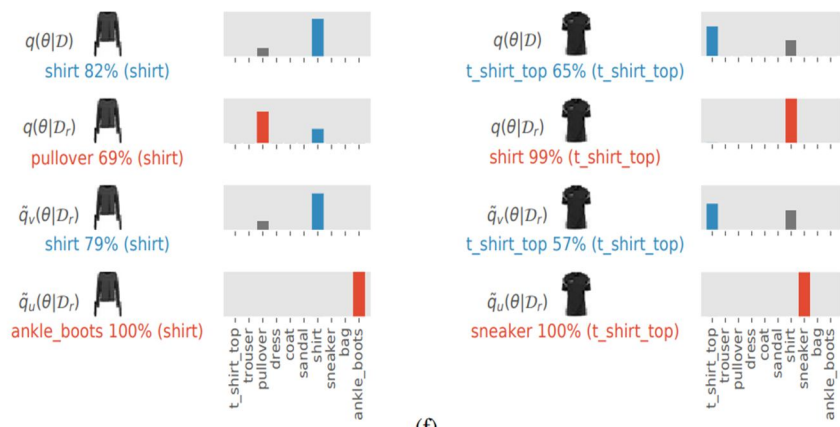 q(θ|D)
shirt 82% (shirt)
q(θ|D_r)
pullover 69% (shirt)
q̃_v(θ|D_r)
shirt 79% (shirt)
q̃_u(θ|D_r)
ankle_boots 100% (shirt)
t_shirt_top
trouser
pullover
dress
coat
sandal
shirt
sneaker
bag
ankle_boots
q(θ|D)
t_shirt_top 65% (t_shirt_top)
q(θ|D_r)
shirt 99% (t_shirt_top)
q̃_v(θ|D_r)
t_shirt_top 57% (t_shirt_top)
q̃_u(θ|D_r)
sneaker 100% (t_shirt_top)
t_shirt_top
trouser
pullover
dress
coat
sandal
shirt
sneaker
bag
ankle_boots
(f)